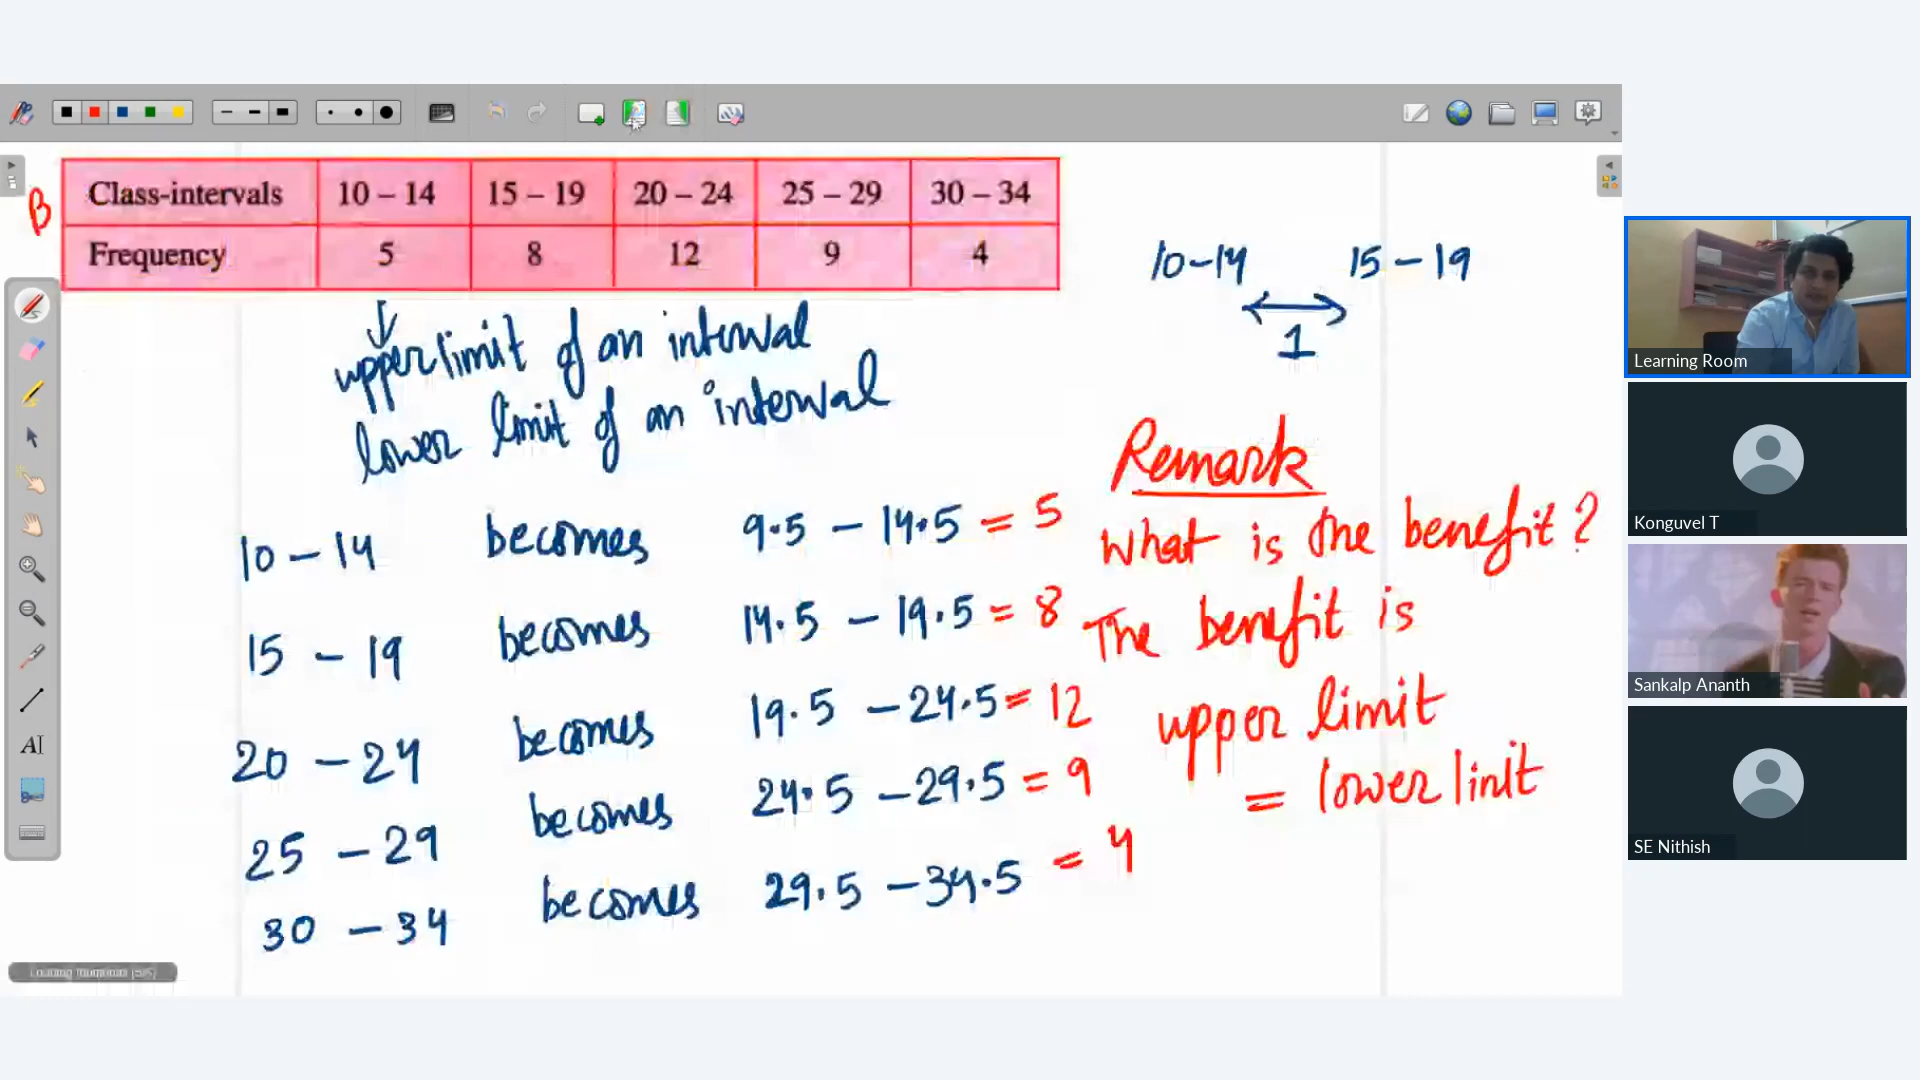 B
Class-intervals 10 – 14 15 – 19 20 – 24 25 – 29 30 – 34
Frequency 5 8 12 9 4
upper limit of an interval
lower limit of an interval
10 – 14 becomes 9.5 – 14.5 = 5
15 – 19 becomes 14.5 – 19.5 = 8
20 – 24 becomes 19.5 – 24.5 = 12
25 – 29 becomes 24.5 – 29.5 = 9
30 – 34 becomes 29.5 – 34.5 = 4
10 – 14 15 – 19
1
Remark
What is the benefit?
The benefit is
upper limit
= lower limit
AI
Learning Room
Konguvel T
Sankalp Ananth
SE Nithish